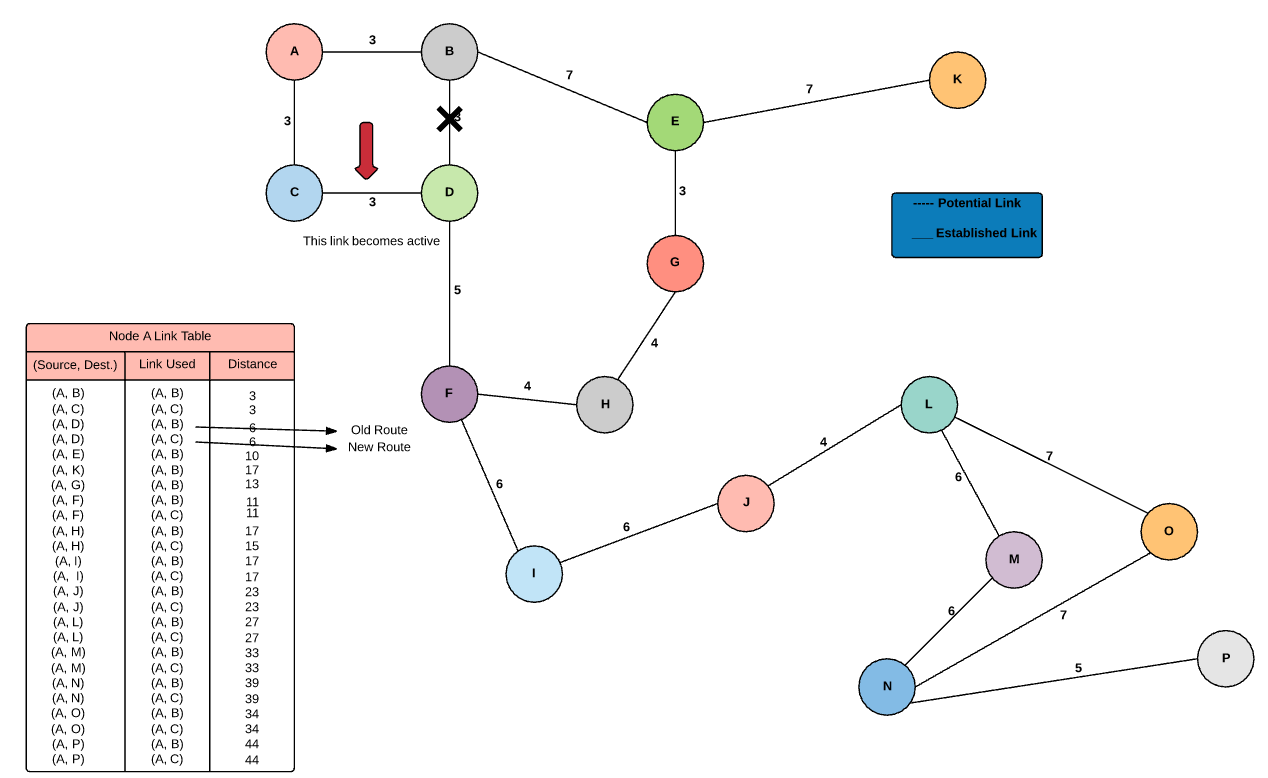 A
3
B
7
E
7
K
3
3
C
3
D
3
This link becomes active
----- Potential Link
___ Established Link
G
5
4
F
4
H
6
I
6
J
4
L
6
7
M
O
6
7
N
5
P
Node A Link Table
(Source, Dest.) Link Used Distance
(A, B) (A, B) 3
(A, C) (A, C) 3
(A, D) (A, B) 6 Old Route
(A, D) (A, C) 6 New Route
(A, E) (A, B) 10
(A, K) (A, B) 17
(A, G) (A, B) 13
(A, F) (A, B) 11
(A, F) (A, C) 11
(A, H) (A, B) 17
(A, H) (A, C) 15
(A, I) (A, B) 17
(A, I) (A, C) 17
(A, J) (A, B) 23
(A, J) (A, C) 23
(A, L) (A, B) 27
(A, L) (A, C) 27
(A, M) (A, B) 33
(A, M) (A, C) 33
(A, N) (A, B) 39
(A, N) (A, C) 39
(A, O) (A, B) 34
(A, O) (A, C) 34
(A, P) (A, B) 44
(A, P) (A, C) 44